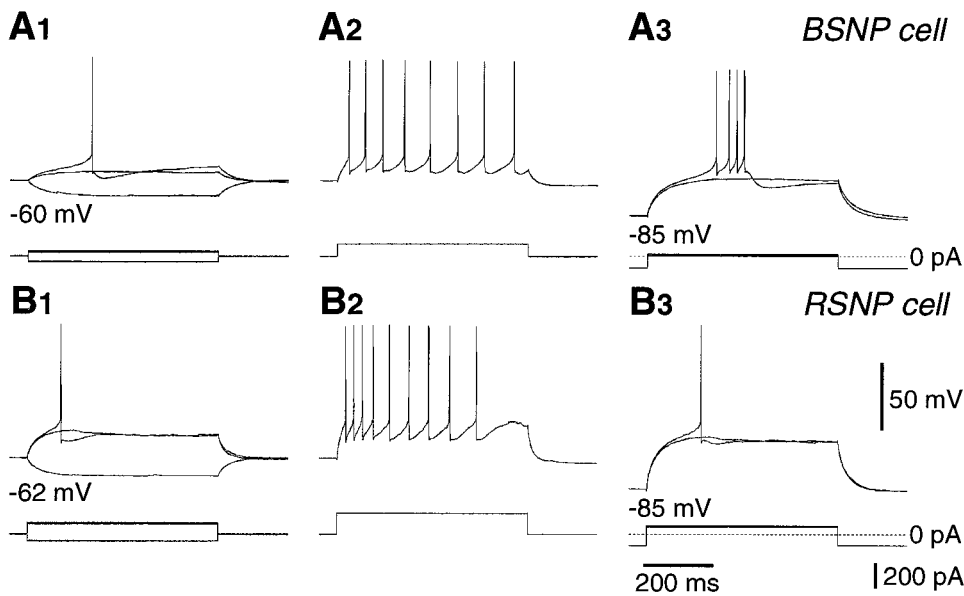 A1
A2
A3
BSNP cell
-60 mV
-85 mV
0 pA
B1
B2
B3
RSNP cell
50 mV
-62 mV
-85 mV
0 pA
200 ms
200 pA